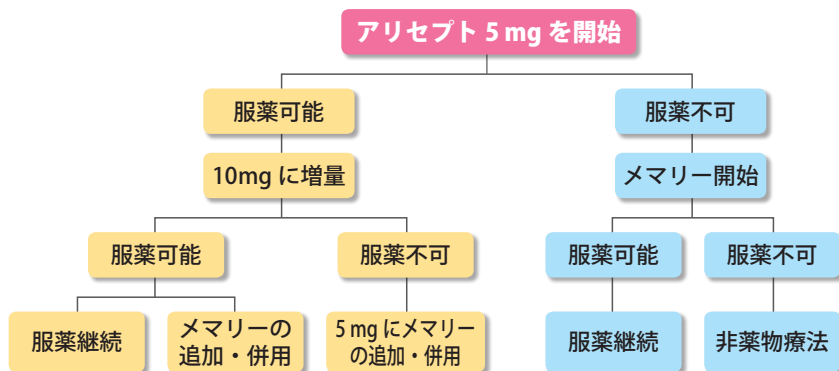 アリセプト 5 mg を開始
服薬可能
服薬不可
10mg に増量
メマリー開始
服薬可能
服薬不可
服薬可能
服薬不可
服薬継続
メマリーの
追加・併用
5 mg にメマリー
の追加・併用
服薬継続
非薬物療法